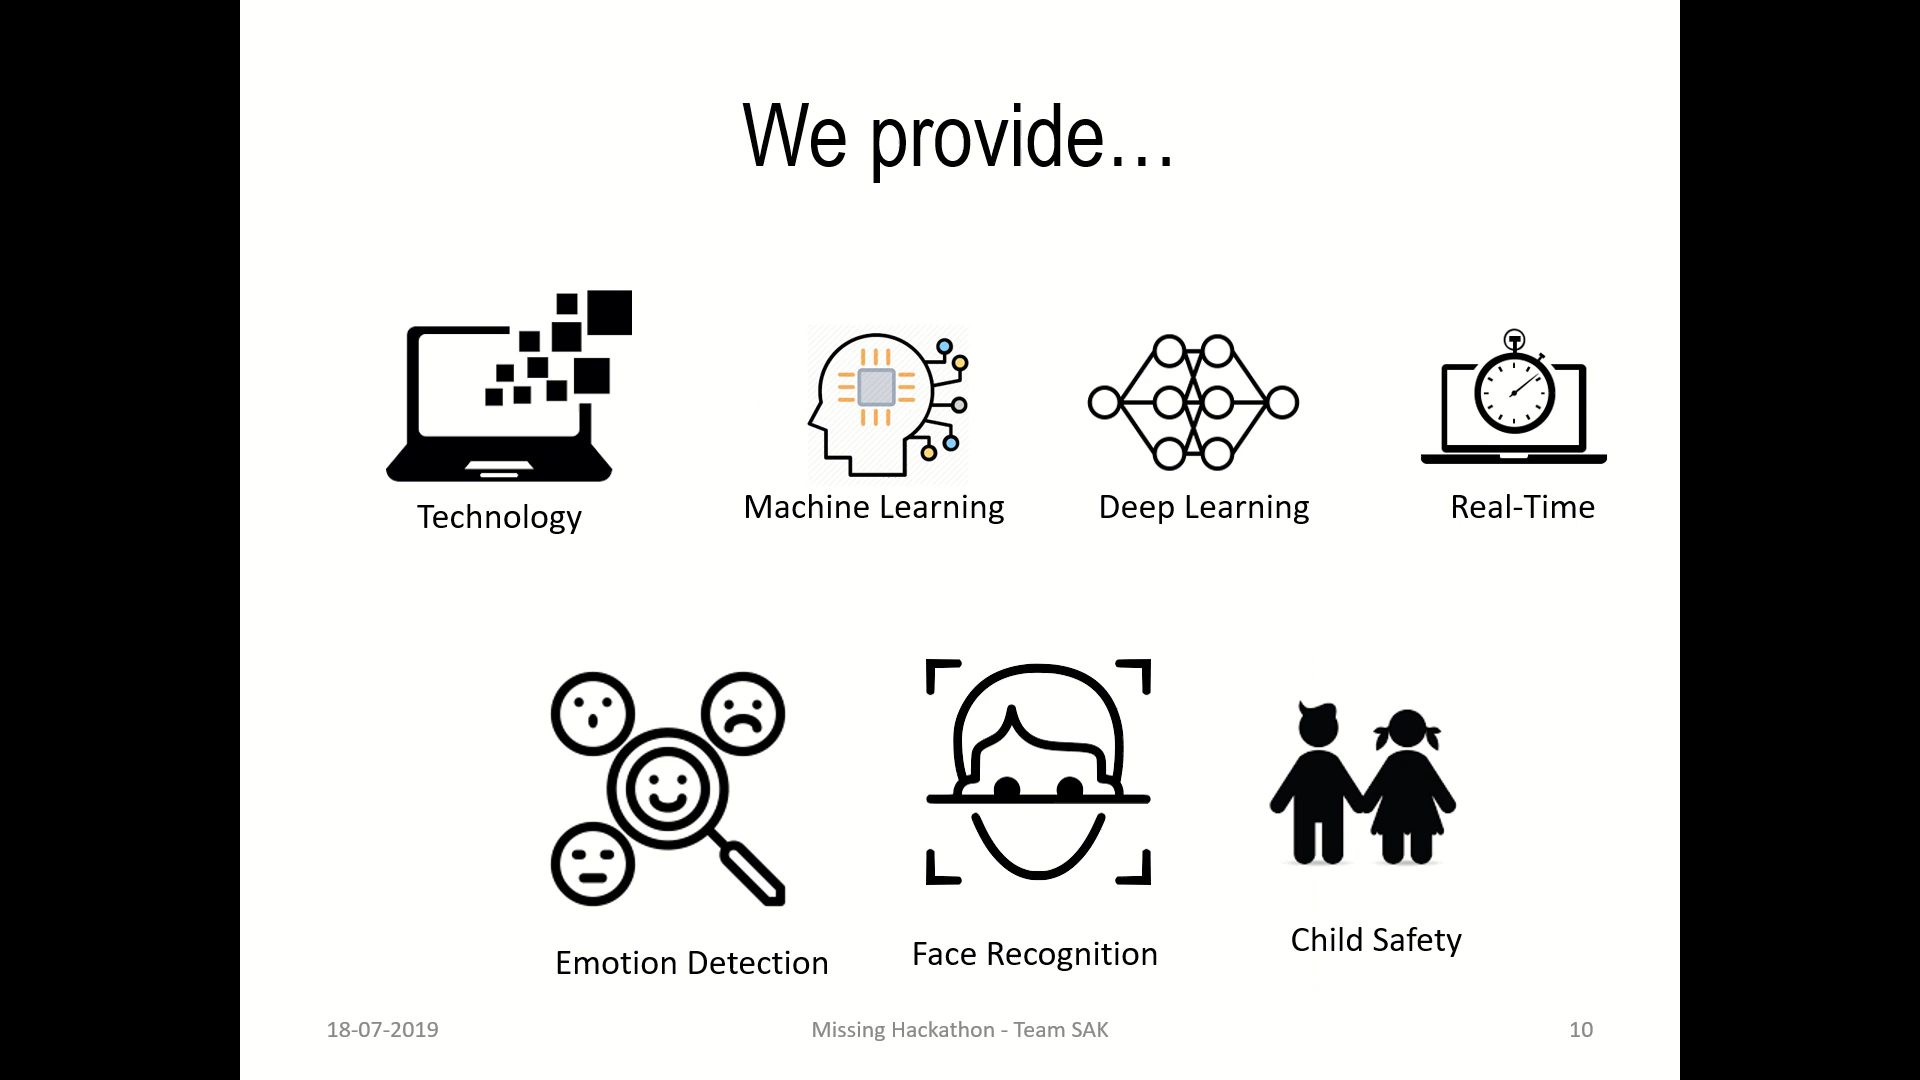 We provide…
Technology
Machine Learning
Deep Learning
Real-Time
Emotion Detection
Face Recognition
Child Safety
18-07-2019
Missing Hackathon - Team SAK
10